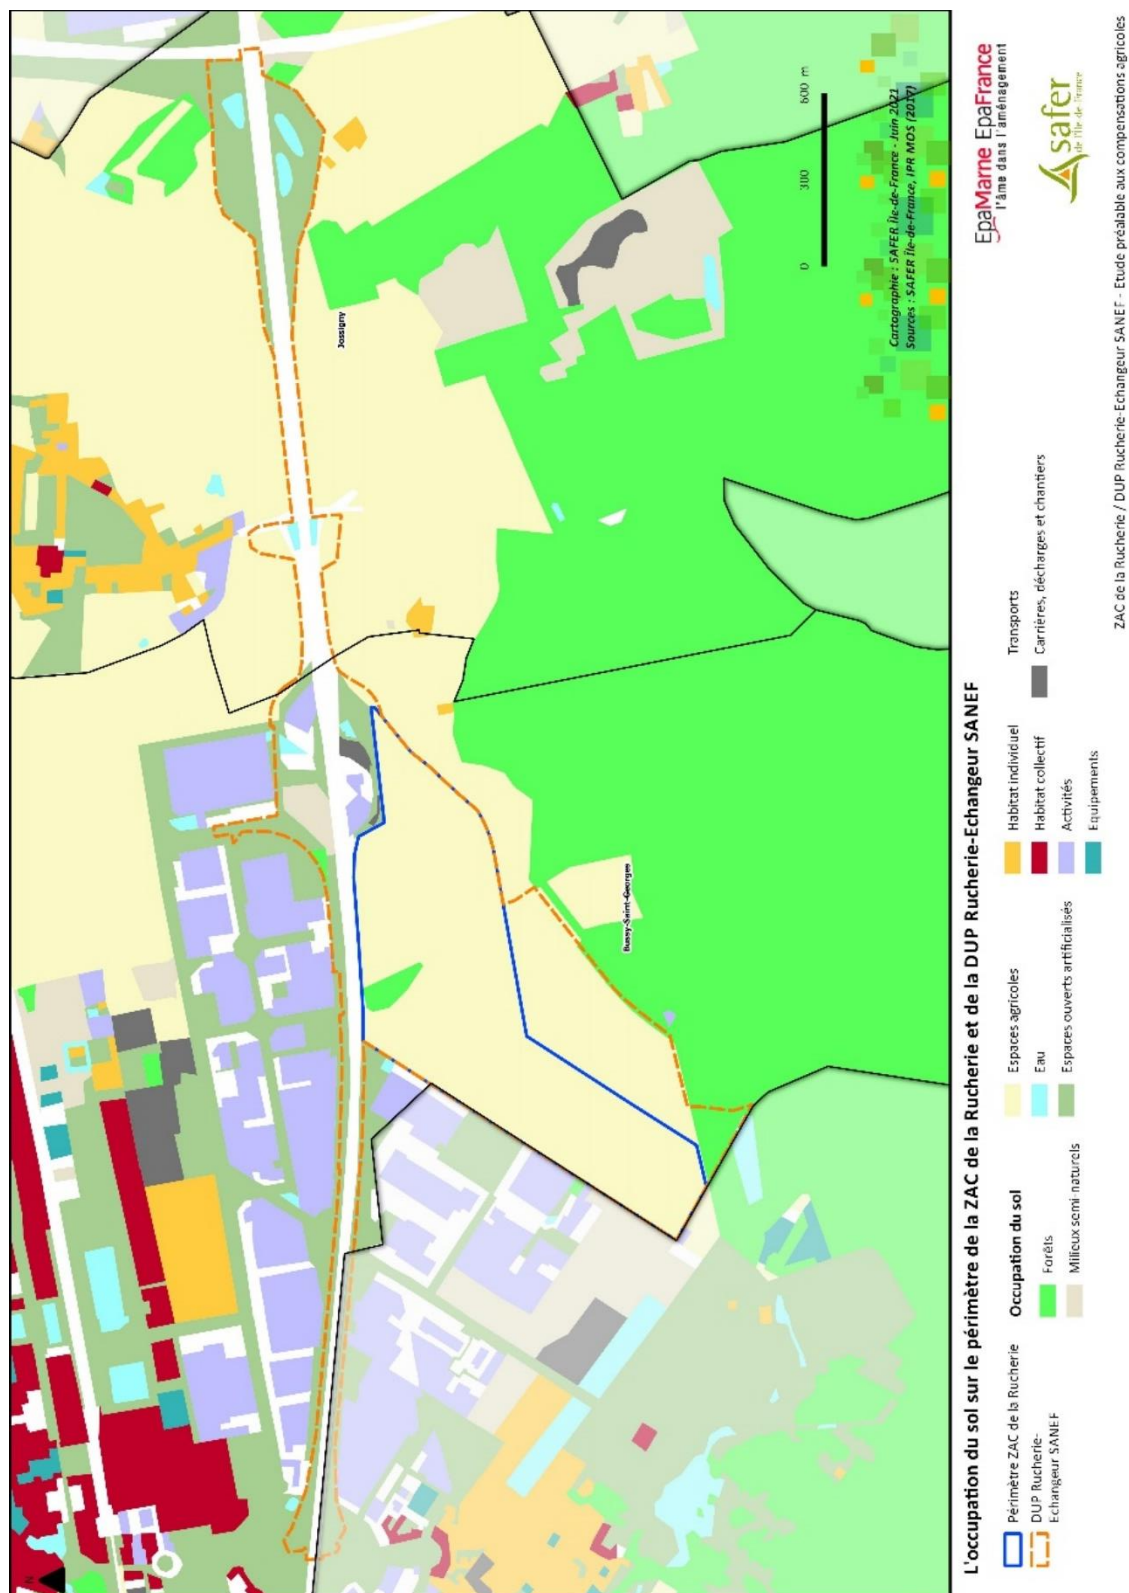 N
Jossigny
Bussy-Saint-Georges
0 300 600 m
Cartographie : SAFER Île-de-France - Juin 2021
Sources : SAFER Île-de-France, IPR MOS (2017)
L'occupation du sol sur le périmètre de la ZAC de la Rucherie et de la DUP Rucherie-Echangeur SANEF
Périmètre ZAC de la Rucherie
DUP Rucherie-
Echangeur SANEF
Occupation du sol
Forêts
Milieux semi-naturels
Espaces agricoles
Eau
Espaces ouverts artificialisés
Habitat individuel
Habitat collectif
Activités
Equipements
Transports
Carrières, décharges et chantiers
EpaMarne EpaFrance
l'âme dans l'aménagement
safer
de l'Île de France
ZAC de la Rucherie / DUP Rucherie-Echangeur SANEF - Etude préalable aux compensations agricoles